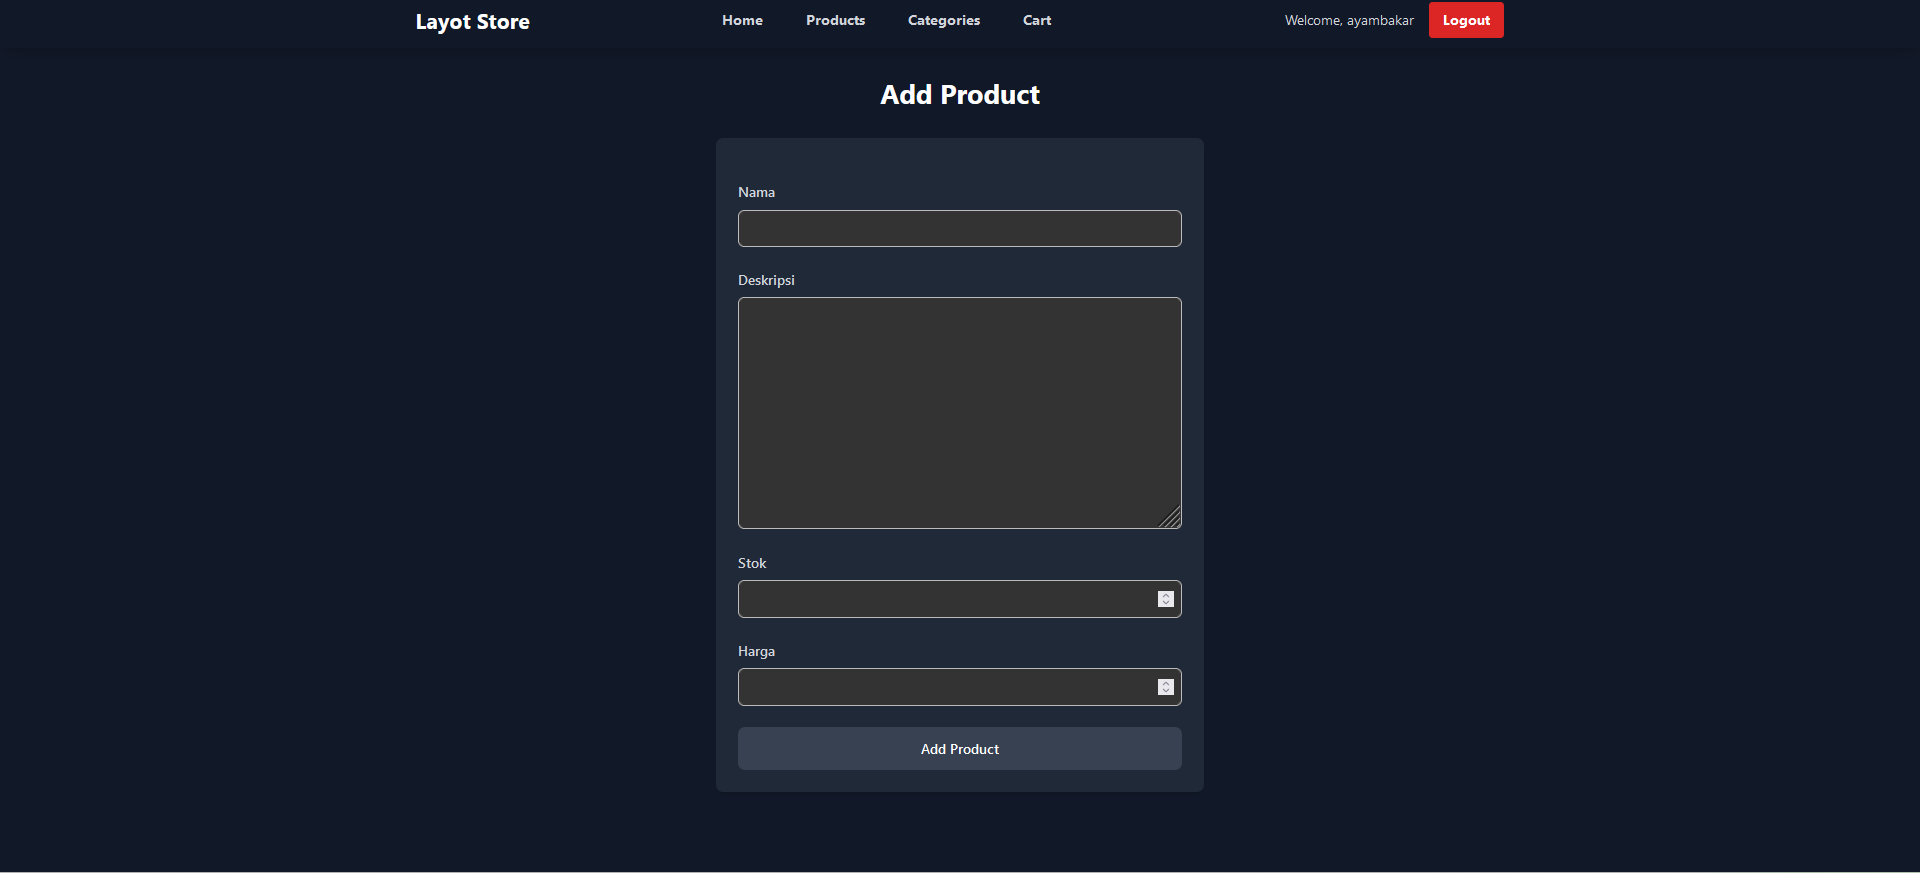 Layot Store
Home
Products
Categories
Cart
Welcome, ayambakar
Logout
Add Product
Nama
Deskripsi
Stok
Harga
Add Product